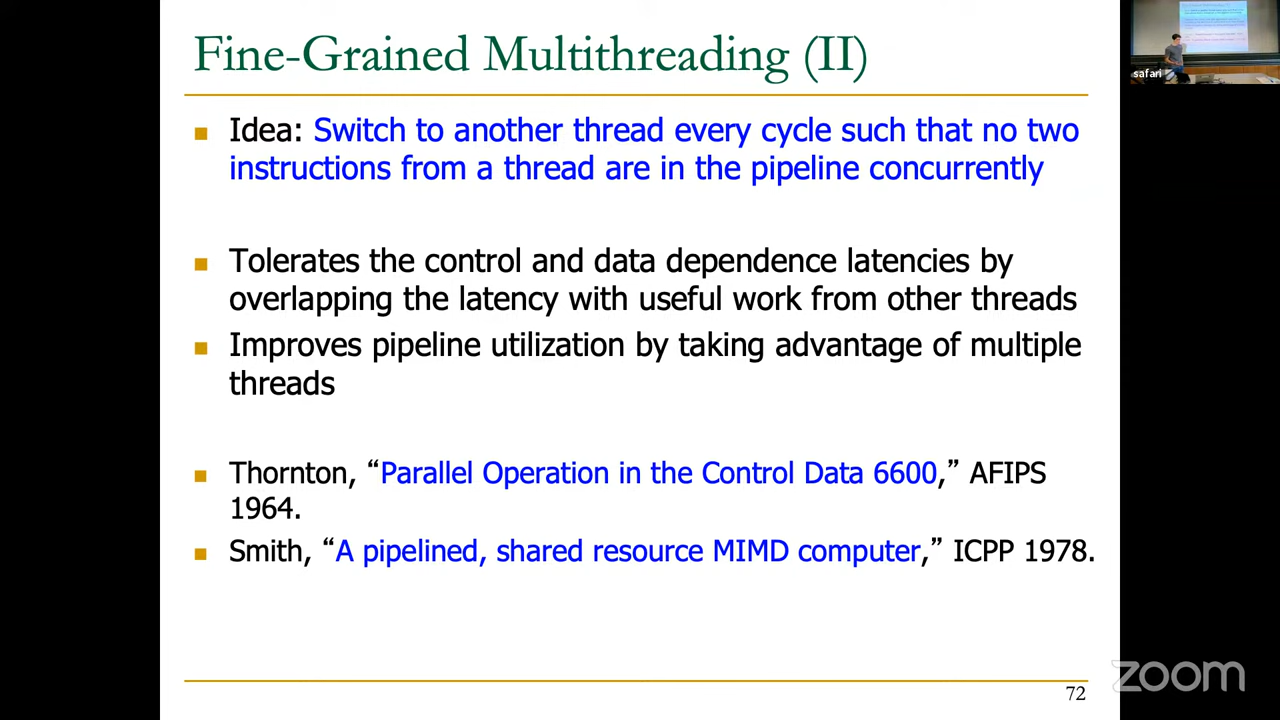 Fine-Grained Multithreading (II)
Idea: Switch to another thread every cycle such that no two
instructions from a thread are in the pipeline concurrently
Tolerates the control and data dependence latencies by
overlapping the latency with useful work from other threads
Improves pipeline utilization by taking advantage of multiple
threads
Thornton, “Parallel Operation in the Control Data 6600,” AFIPS
1964.
Smith, “A pipelined, shared resource MIMD computer,” ICPP 1978.
72
safari
zoom